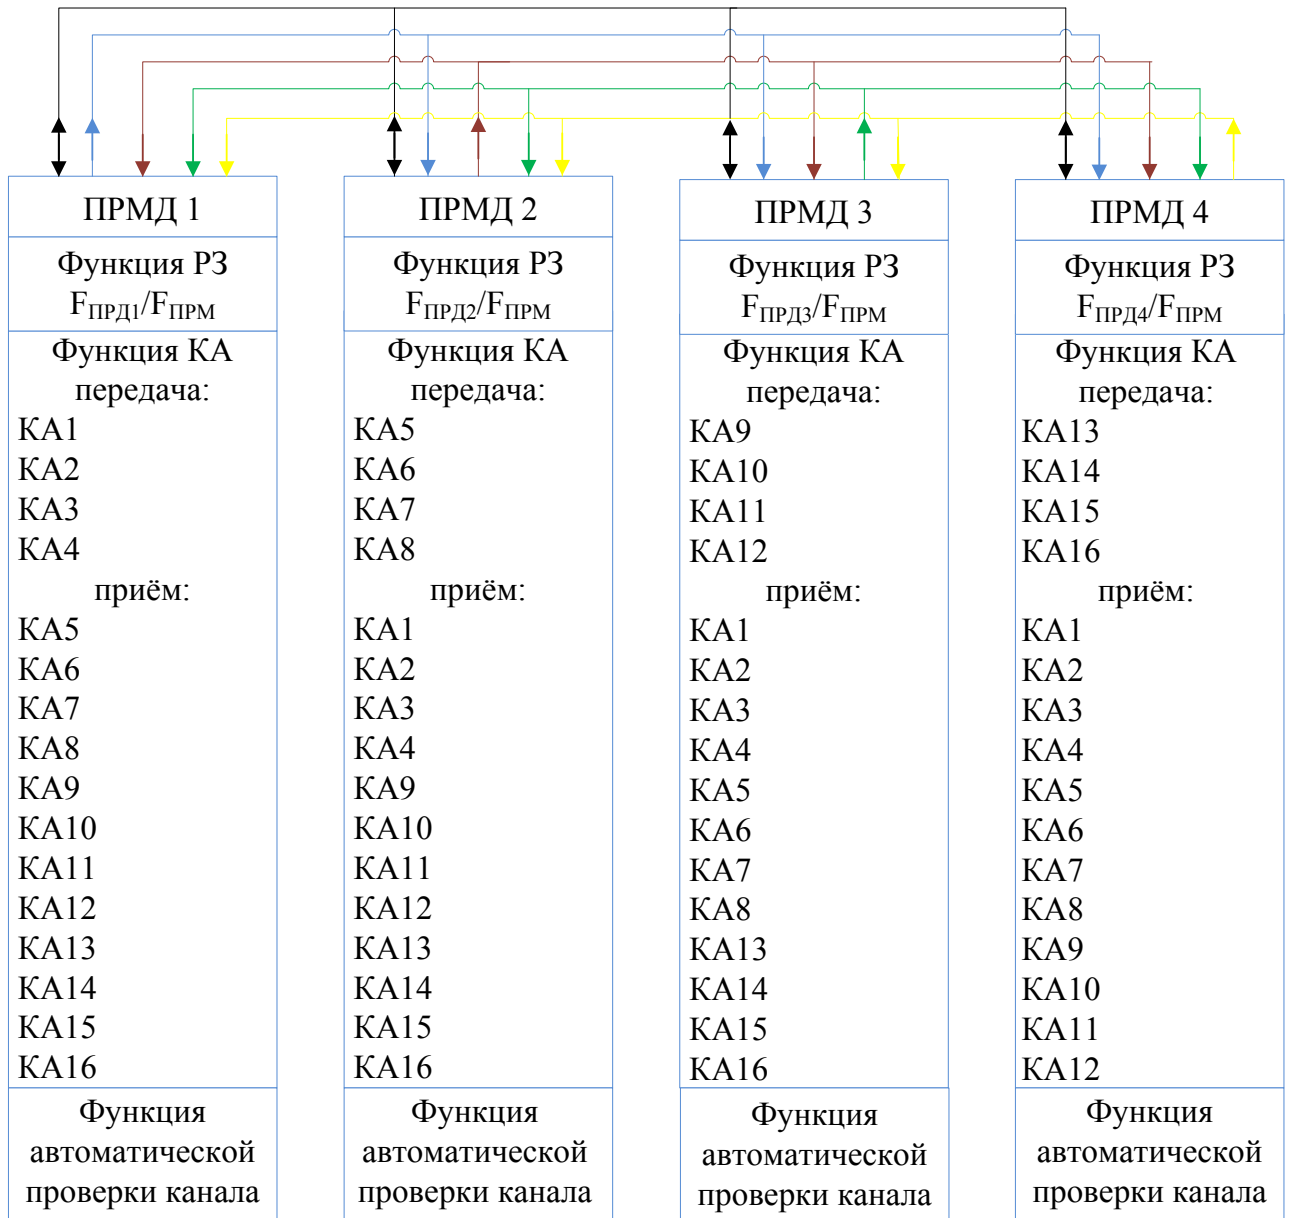 ПРМД 1
Функция РЗ
FПРД1/FПРМ
Функция КА
передача:
КА1
КА2
КА3
КА4
приём:
КА5
КА6
КА7
КА8
КА9
КА10
КА11
КА12
КА13
КА14
КА15
КА16
Функция
автоматической
проверки канала
ПРМД 2
Функция РЗ
FПРД2/FПРМ
Функция КА
передача:
КА5
КА6
КА7
КА8
приём:
КА1
КА2
КА3
КА4
КА9
КА10
КА11
КА12
КА13
КА14
КА15
КА16
Функция
автоматической
проверки канала
ПРМД 3
Функция РЗ
FПРД3/FПРМ
Функция КА
передача:
КА9
КА10
КА11
КА12
приём:
КА1
КА2
КА3
КА4
КА5
КА6
КА7
КА8
КА13
КА14
КА15
КА16
Функция
автоматической
проверки канала
ПРМД 4
Функция РЗ
FПРД4/FПРМ
Функция КА
передача:
КА13
КА14
КА15
КА16
приём:
КА1
КА2
КА3
КА4
КА5
КА6
КА7
КА8
КА9
КА10
КА11
КА12
Функция
автоматической
проверки канала